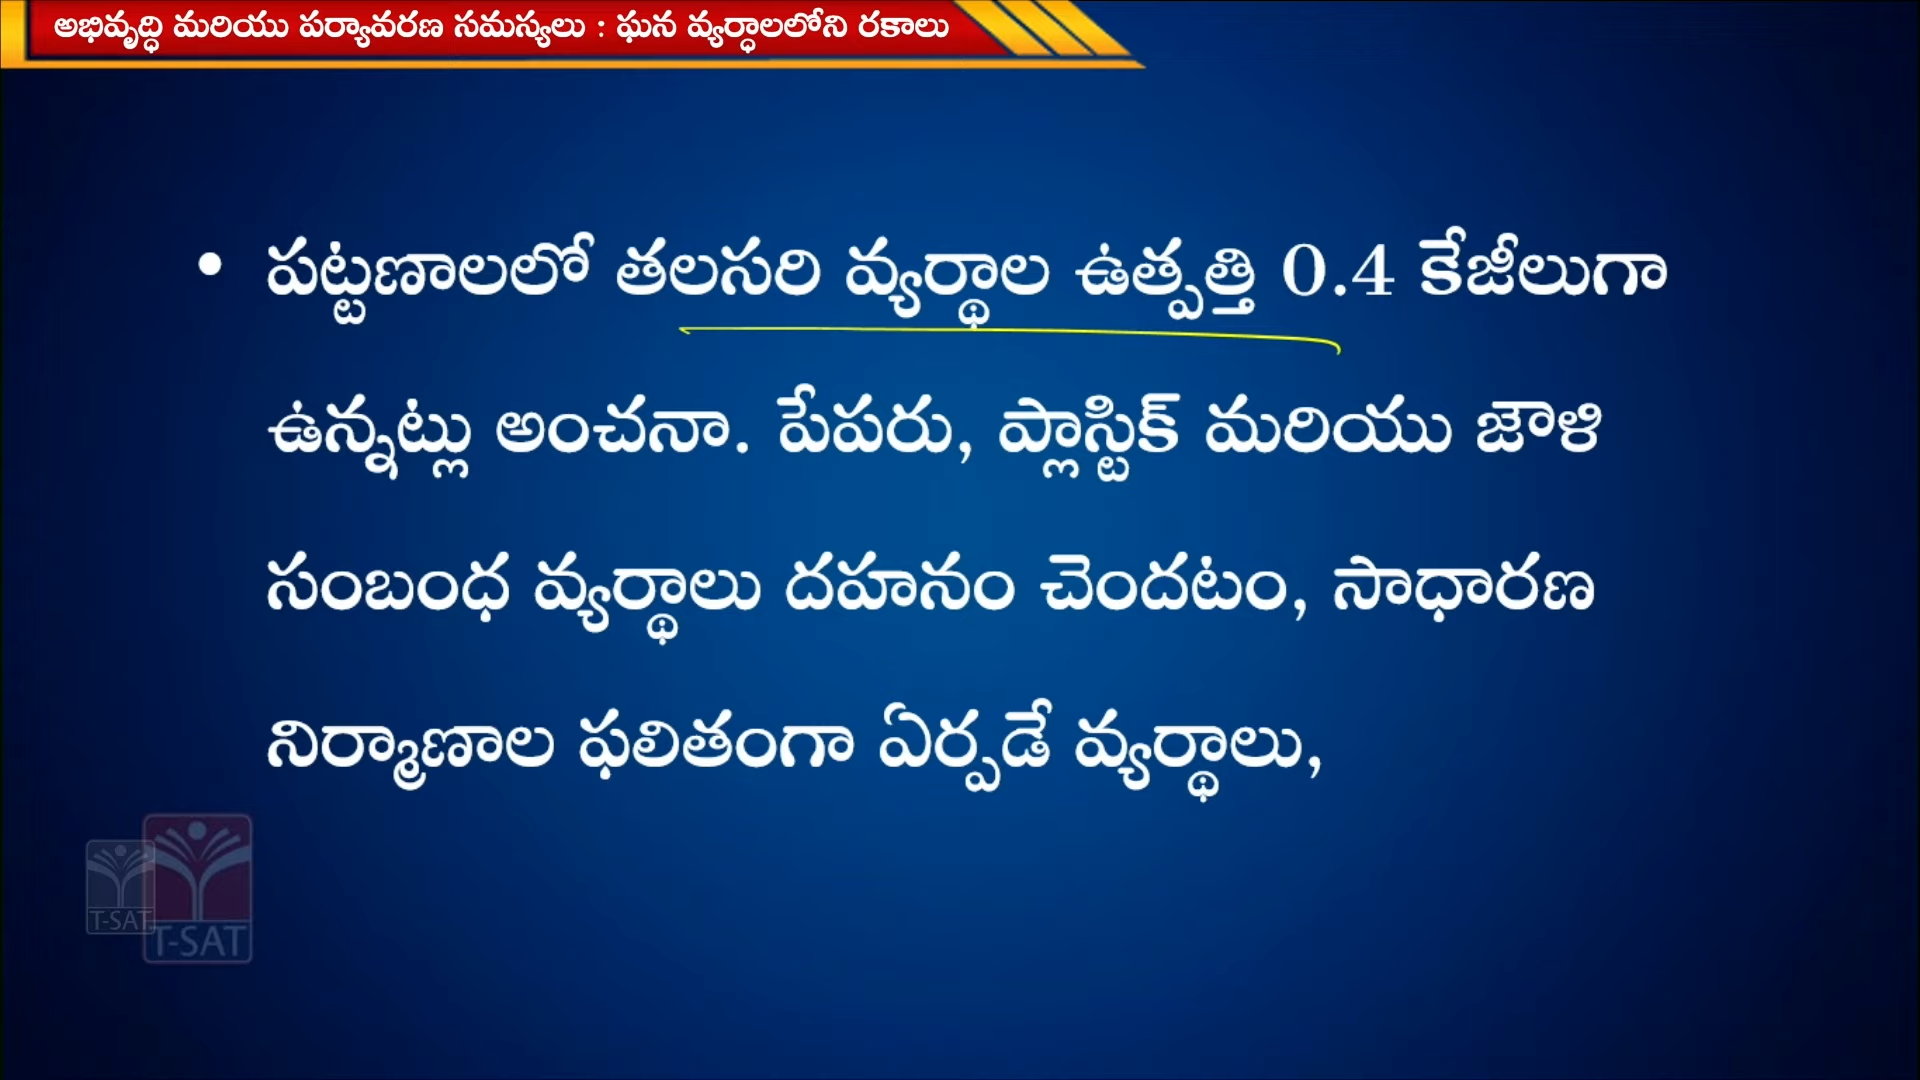 అభివృద్ధి మరియు పర్యావరణ సమస్యలు : ఘన వ్యర్ధాలలోని రకాలు
• పట్టణాలలో తలసరి వ్యర్థాల ఉత్పత్తి 0.4 కేజీలుగా
ఉన్నట్లు అంచనా. పేపరు, ప్లాస్టిక్ మరియు జౌళి
సంబంధ వ్యర్థాలు దహనం చెందటం, సాధారణ
నిర్మాణాల ఫలితంగా ఏర్పడే వ్యర్థాలు,
T-SAT
T-SAT